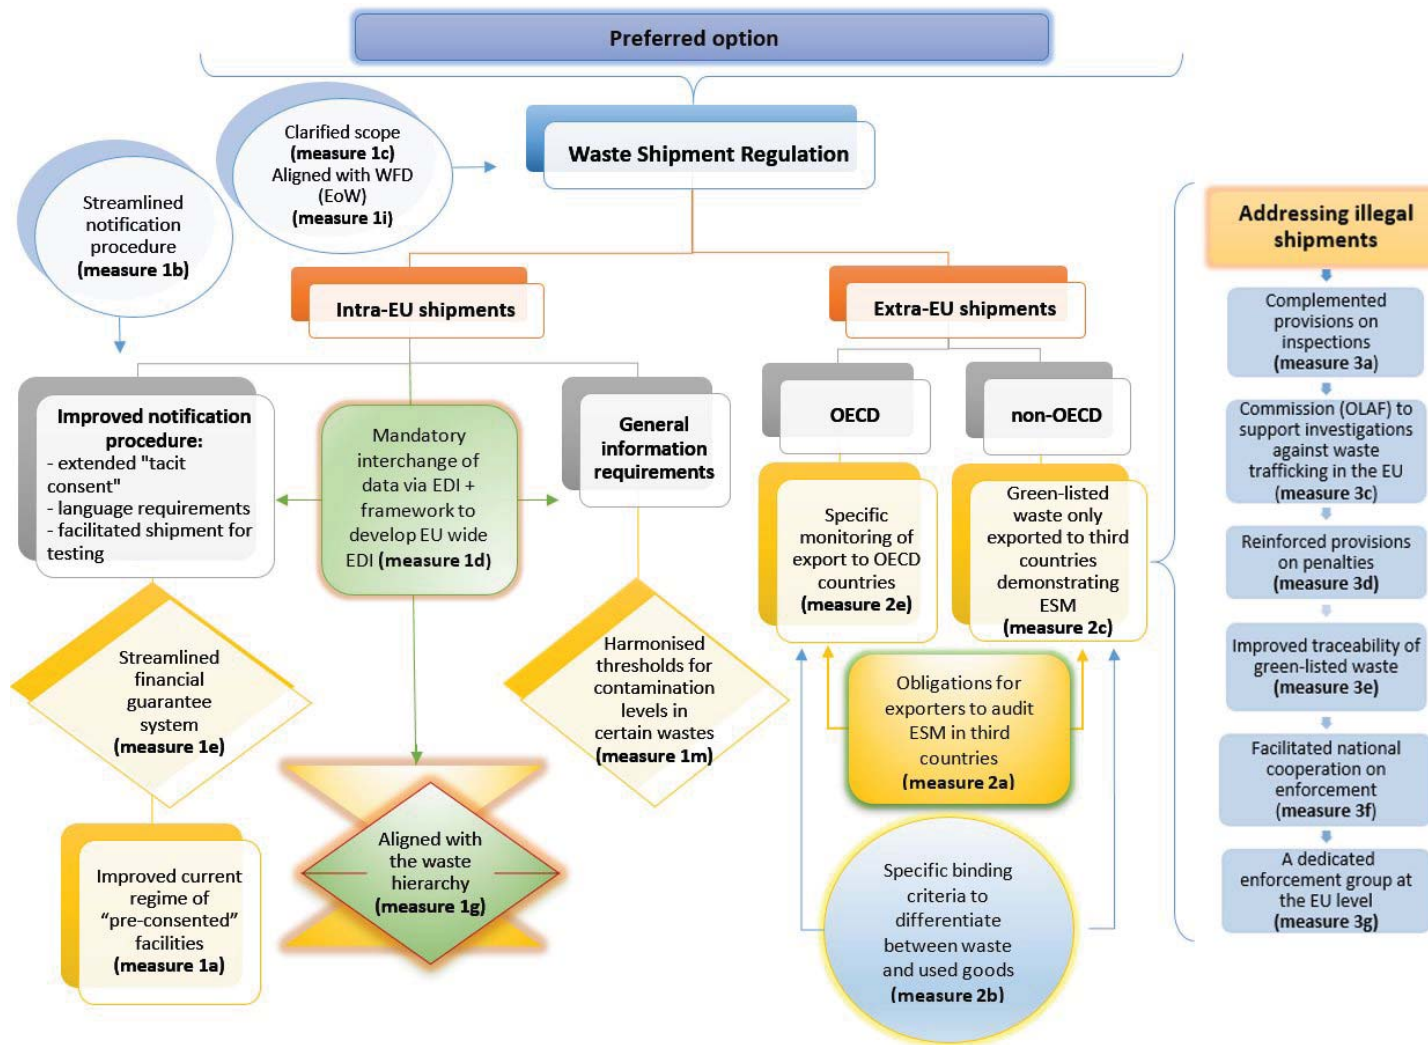 Preferred option
Clarified scope
(measure 1c)
Aligned with WFD
(EoW)
(measure 1i)
Waste Shipment Regulation
Streamlined
notification
procedure
(measure 1b)
Intra-EU shipments
Extra-EU shipments
Improved notification
procedure:
- extended "tacit
consent"
- language requirements
- facilitated shipment for
testing
Mandatory
interchange of
data via EDI +
framework to
develop EU wide
EDI (measure 1d)
General
information
requirements
OECD
non-OECD
Specific
monitoring of
export to OECD
countries
(measure 2e)
Green-listed
waste only
exported to third
countries
demonstrating
ESM
(measure 2c)
Streamlined
financial
guarantee
system
(measure 1e)
Harmonised
thresholds for
contamination
levels in
certain wastes
(measure 1m)
Obligations for
exporters to audit
ESM in third
countries
(measure 2a)
Improved current
regime of
“pre-consented”
facilities
(measure 1a)
Aligned with
the waste
hierarchy
(measure 1g)
Specific binding
criteria to
differentiate
between waste
and used goods
(measure 2b)
Addressing illegal
shipments
Complemented
provisions on
inspections
(measure 3a)
Commission (OLAF) to
support investigations
against waste
trafficking in the EU
(measure 3c)
Reinforced provisions
on penalties
(measure 3d)
Improved traceability of
green-listed waste
(measure 3e)
Facilitated national
cooperation on
enforcement
(measure 3f)
A dedicated
enforcement group at
the EU level
(measure 3g)